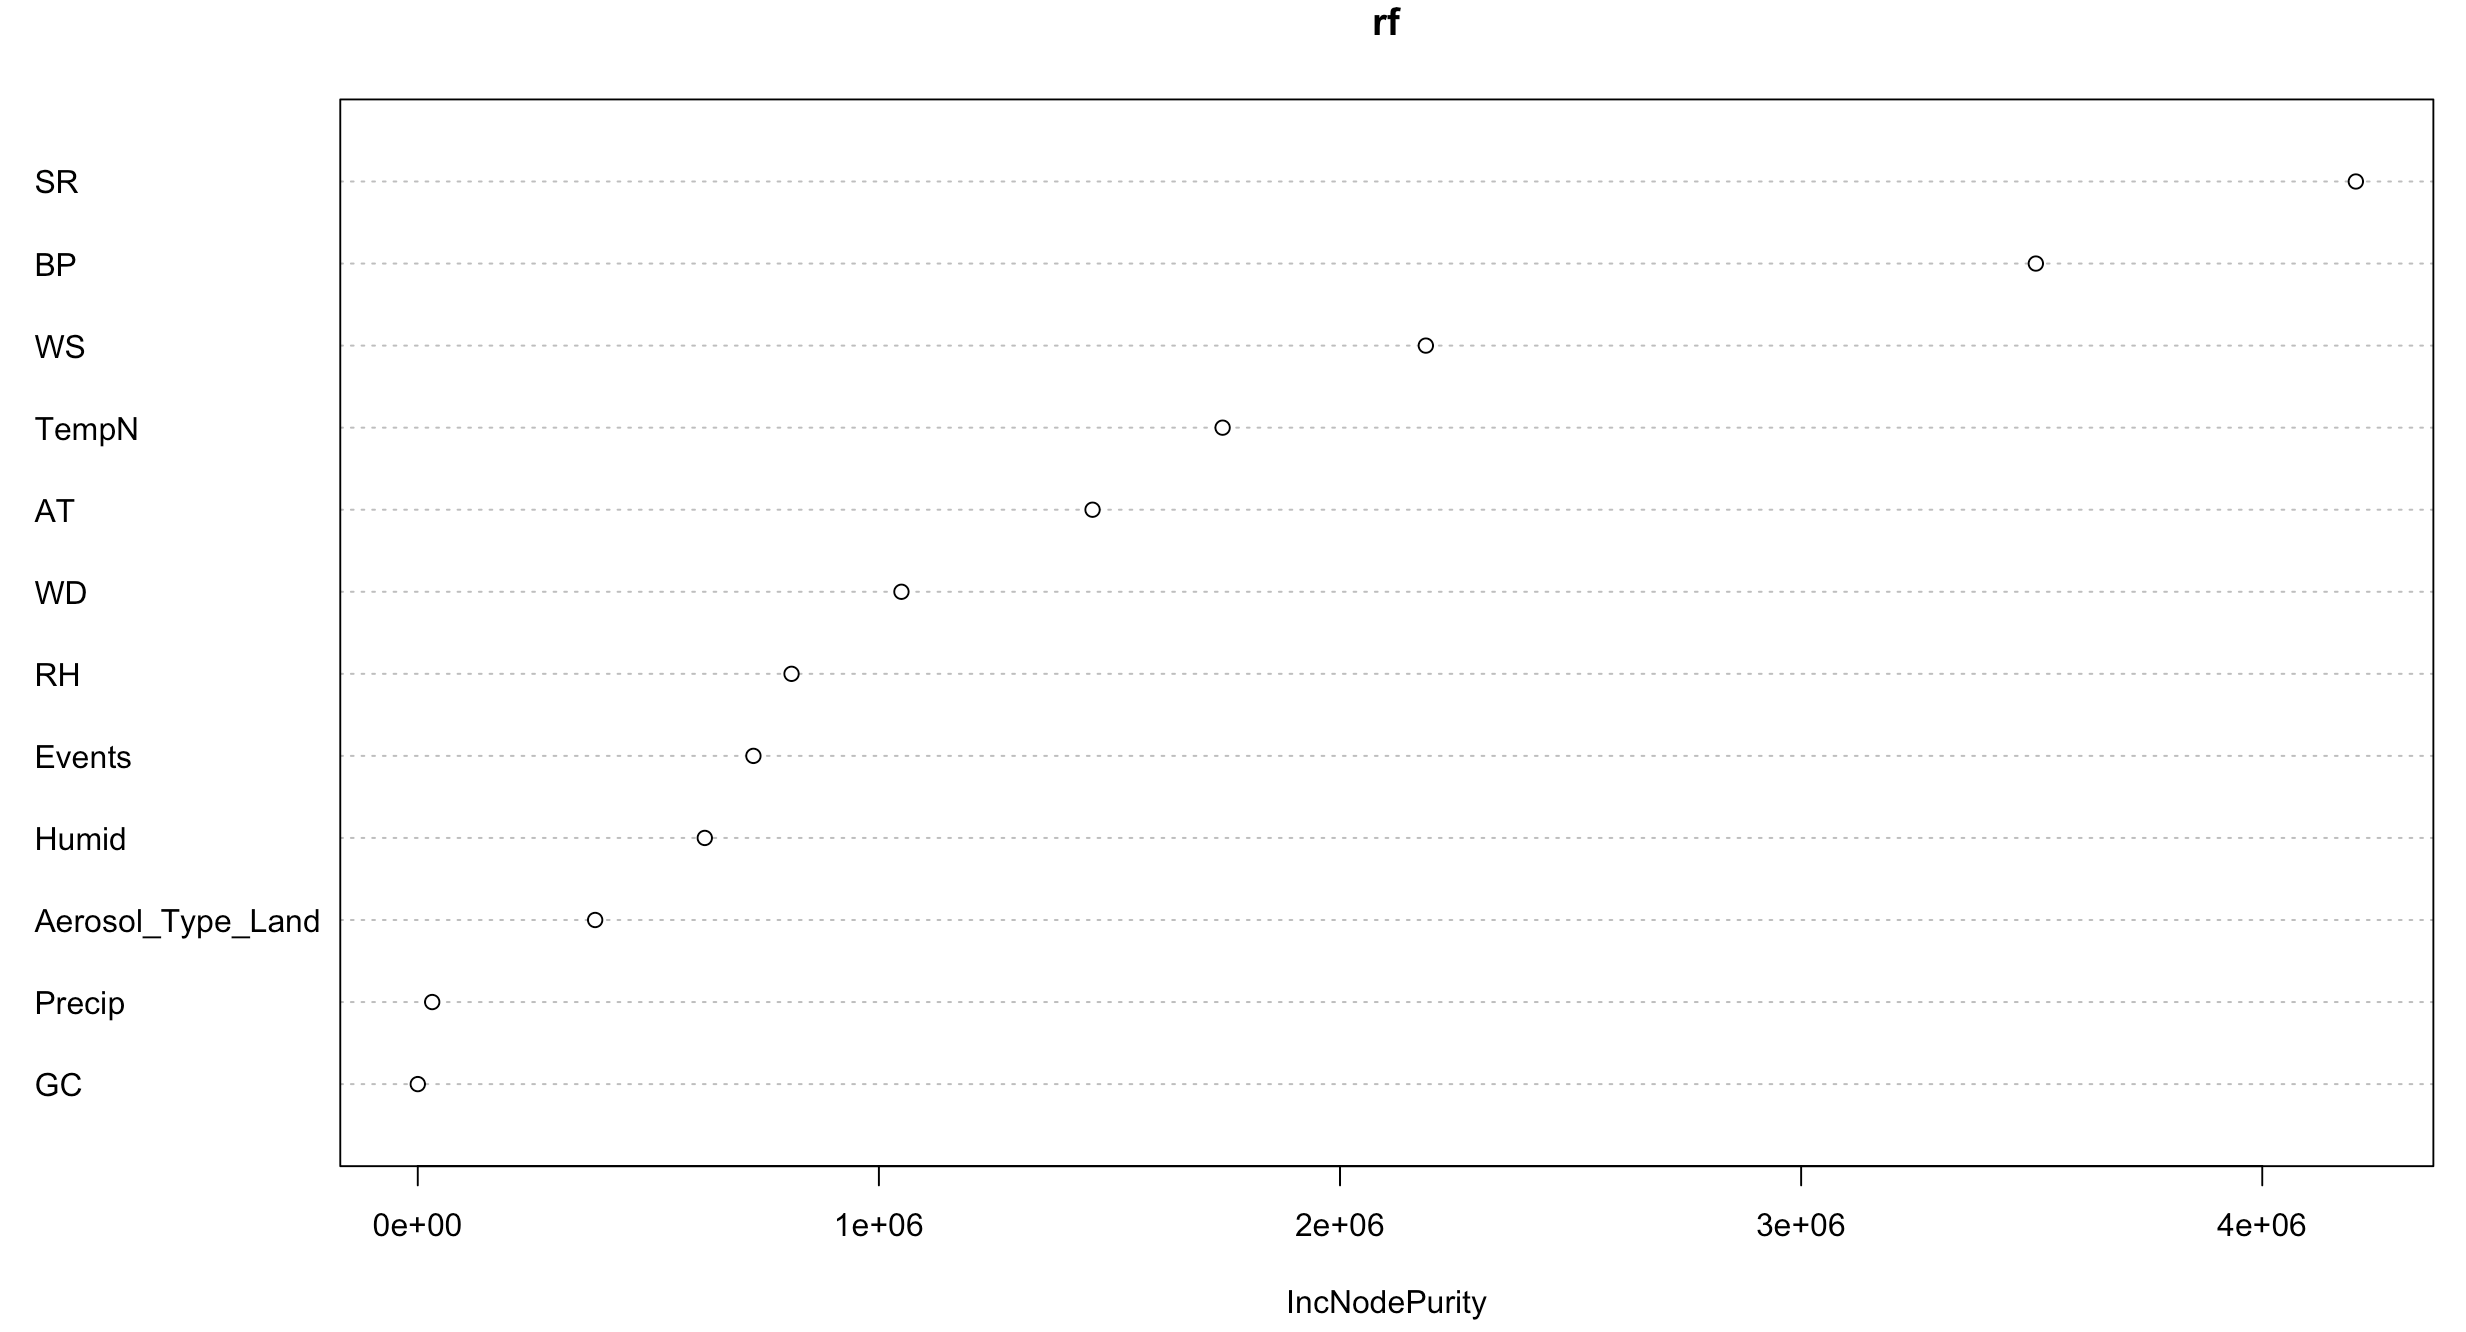 rf
SR
BP
WS
TempN
AT
WD
RH
Events
Humid
Aerosol_Type_Land
Precip
GC
0e+00 1e+06 2e+06 3e+06 4e+06
IncNodePurity